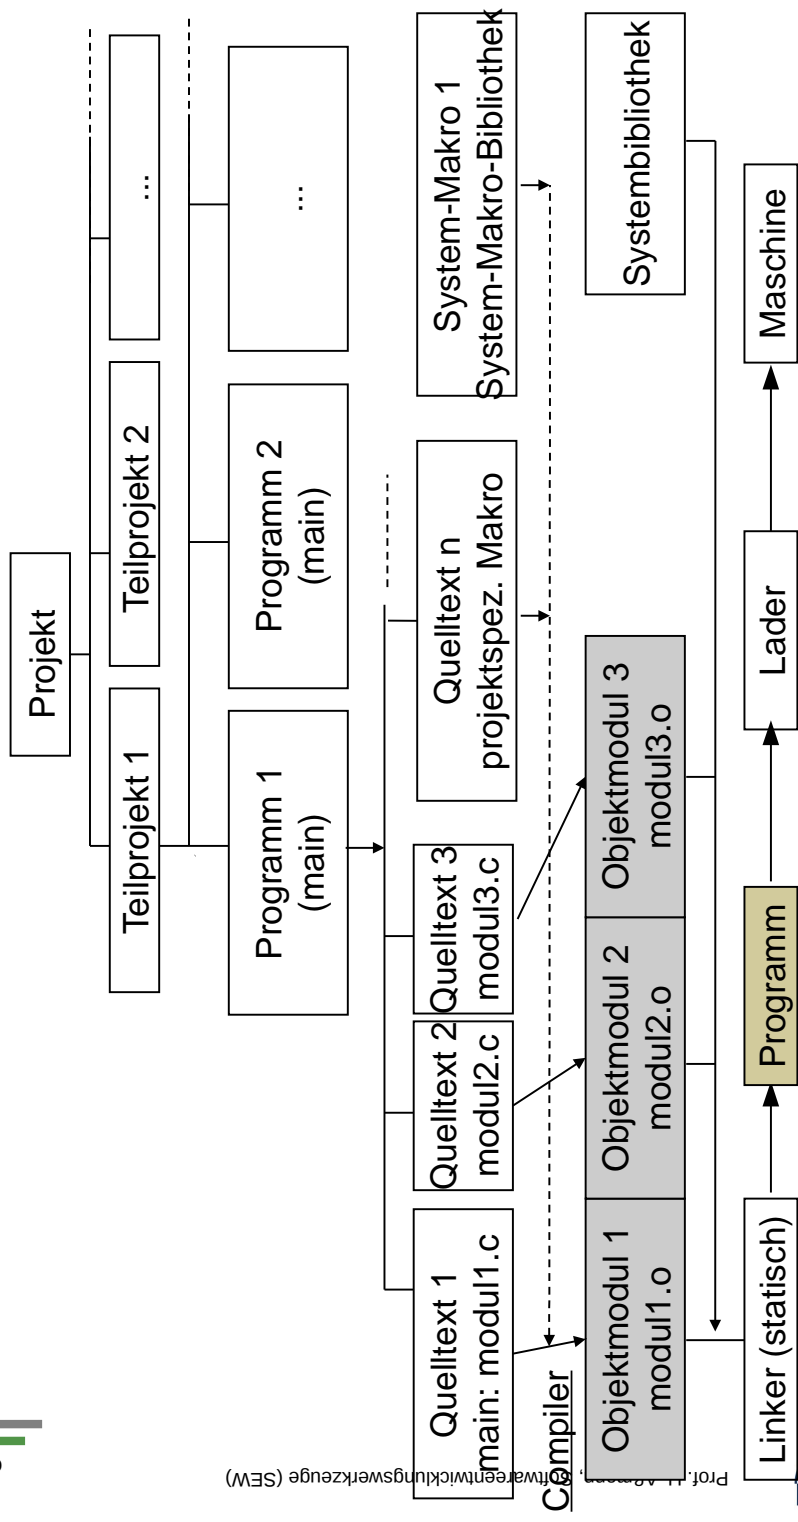 Projekt
Teilprojekt 1
Teilprojekt 2
...
Programm 1
(main)
Programm 2
(main)
...
Quelltext 1
main: modul1.c
Quelltext 2
modul2.c
Quelltext 3
modul3.c
Quelltext n
projektspez. Makro
System-Makro 1
System-Makro-Bibliothek
Compiler
Objektmodul 1
modul1.o
Objektmodul 2
modul2.o
Objektmodul 3
modul3.o
Systembibliothek
Linker (statisch)
Programm
Lader
Maschine
Prof. U. Aßmann, Softwareentwicklungswerkzeuge (SEW)